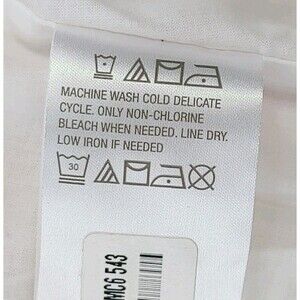 MACHINE WASH COLD DELICATE
CYCLE. ONLY NON-CHLORINE
BLEACH WHEN NEEDED. LINE DRY.
LOW IRON IF NEEDED
30
MC6 543